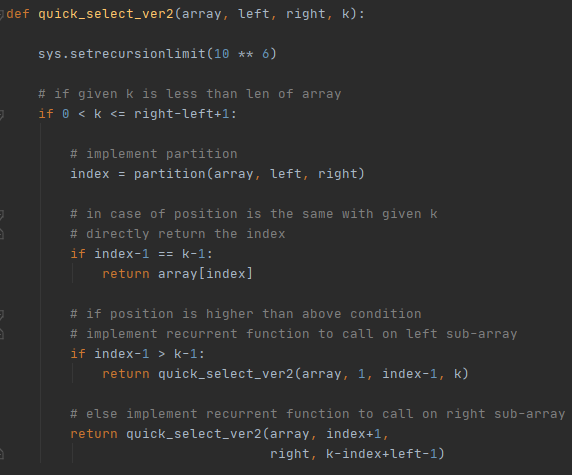 def quick_select_ver2(array, left, right, k):
sys.setrecursionlimit(10 ** 6)
# if given k is less than len of array
if 0 < k <= right-left+1:
# implement partition
index = partition(array, left, right)
# in case of position is the same with given k
# directly return the index
if index-1 == k-1:
return array[index]
# if position is higher than above condition
# implement recurrent function to call on left sub-array
if index-1 > k-1:
return quick_select_ver2(array, 1, index-1, k)
# else implement recurrent function to call on right sub-array
return quick_select_ver2(array, index+1,
right, k-index+left-1)